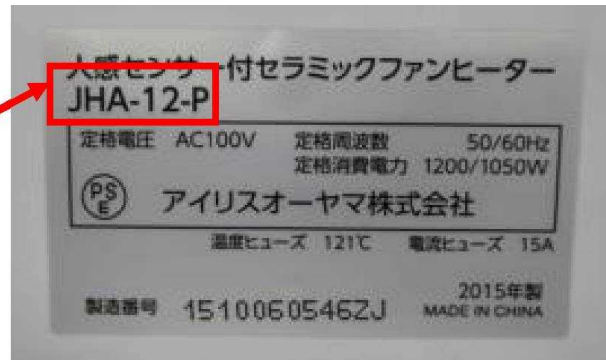 人感センサー付セラミックファンヒーター
JHA-12-P
定格電圧 AC100V 定格周波数 50/60Hz
定格消費電力 1200/1050W
PS E アイリスオーヤマ株式会社
温度ヒューズ 121℃ 電流ヒューズ 15A
2015年製
製造番号 1510060546ZJ MADE IN CHINA